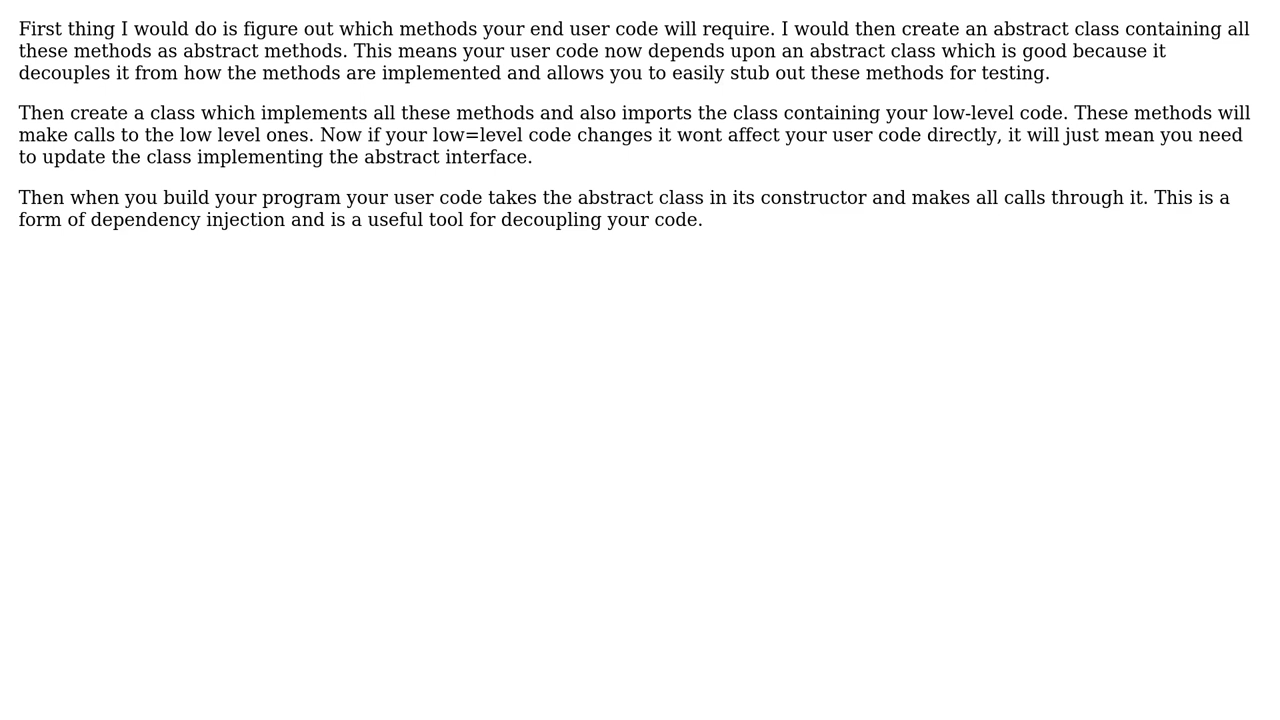 First thing I would do is figure out which methods your end user code will require. I would then create an abstract class containing all
these methods as abstract methods. This means your user code now depends upon an abstract class which is good because it
decouples it from how the methods are implemented and allows you to easily stub out these methods for testing.
Then create a class which implements all these methods and also imports the class containing your low-level code. These methods will
make calls to the low level ones. Now if your low=level code changes it wont affect your user code directly, it will just mean you need
to update the class implementing the abstract interface.
Then when you build your program your user code takes the abstract class in its constructor and makes all calls through it. This is a
form of dependency injection and is a useful tool for decoupling your code.